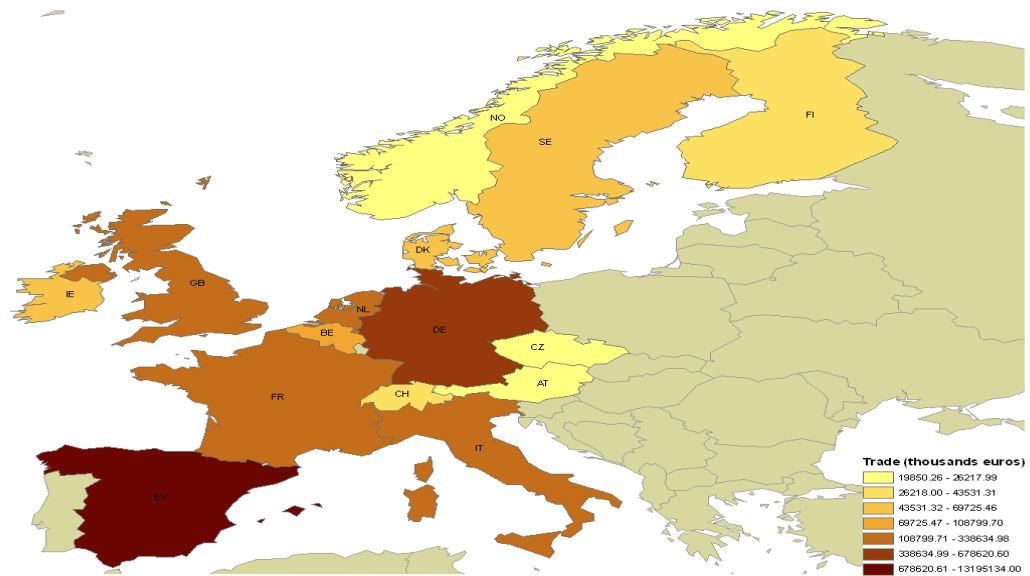 NO
SE
FI
DK
IE
GB
NL
BE
DE
CZ
AT
CH
FR
IT
ES
Trade (thousands euros)
19850.26 - 26217.99
26218.00 - 43531.31
43531.32 - 69725.46
69725.47 - 108799.70
108799.71 - 338634.98
338634.99 - 678620.60
678620.61 - 13195134.00